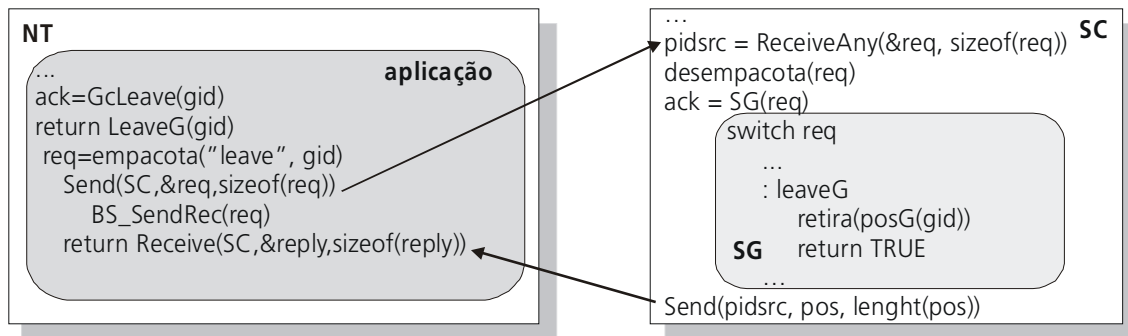 NT
aplicação
...
ack=GcLeave(gid)
return LeaveG(gid)
req=empacota("leave", gid)
Send(SC,&req,sizeof(req))
BS_SendRec(req)
return Receive(SC,&reply,sizeof(reply))
...
SC
pidsrc = ReceiveAny(&req, sizeof(req))
desempacota(req)
ack = SG(req)
switch req
...
: leaveG
retira(posG(gid))
SG return TRUE
...
Send(pidsrc, pos, lenght(pos))